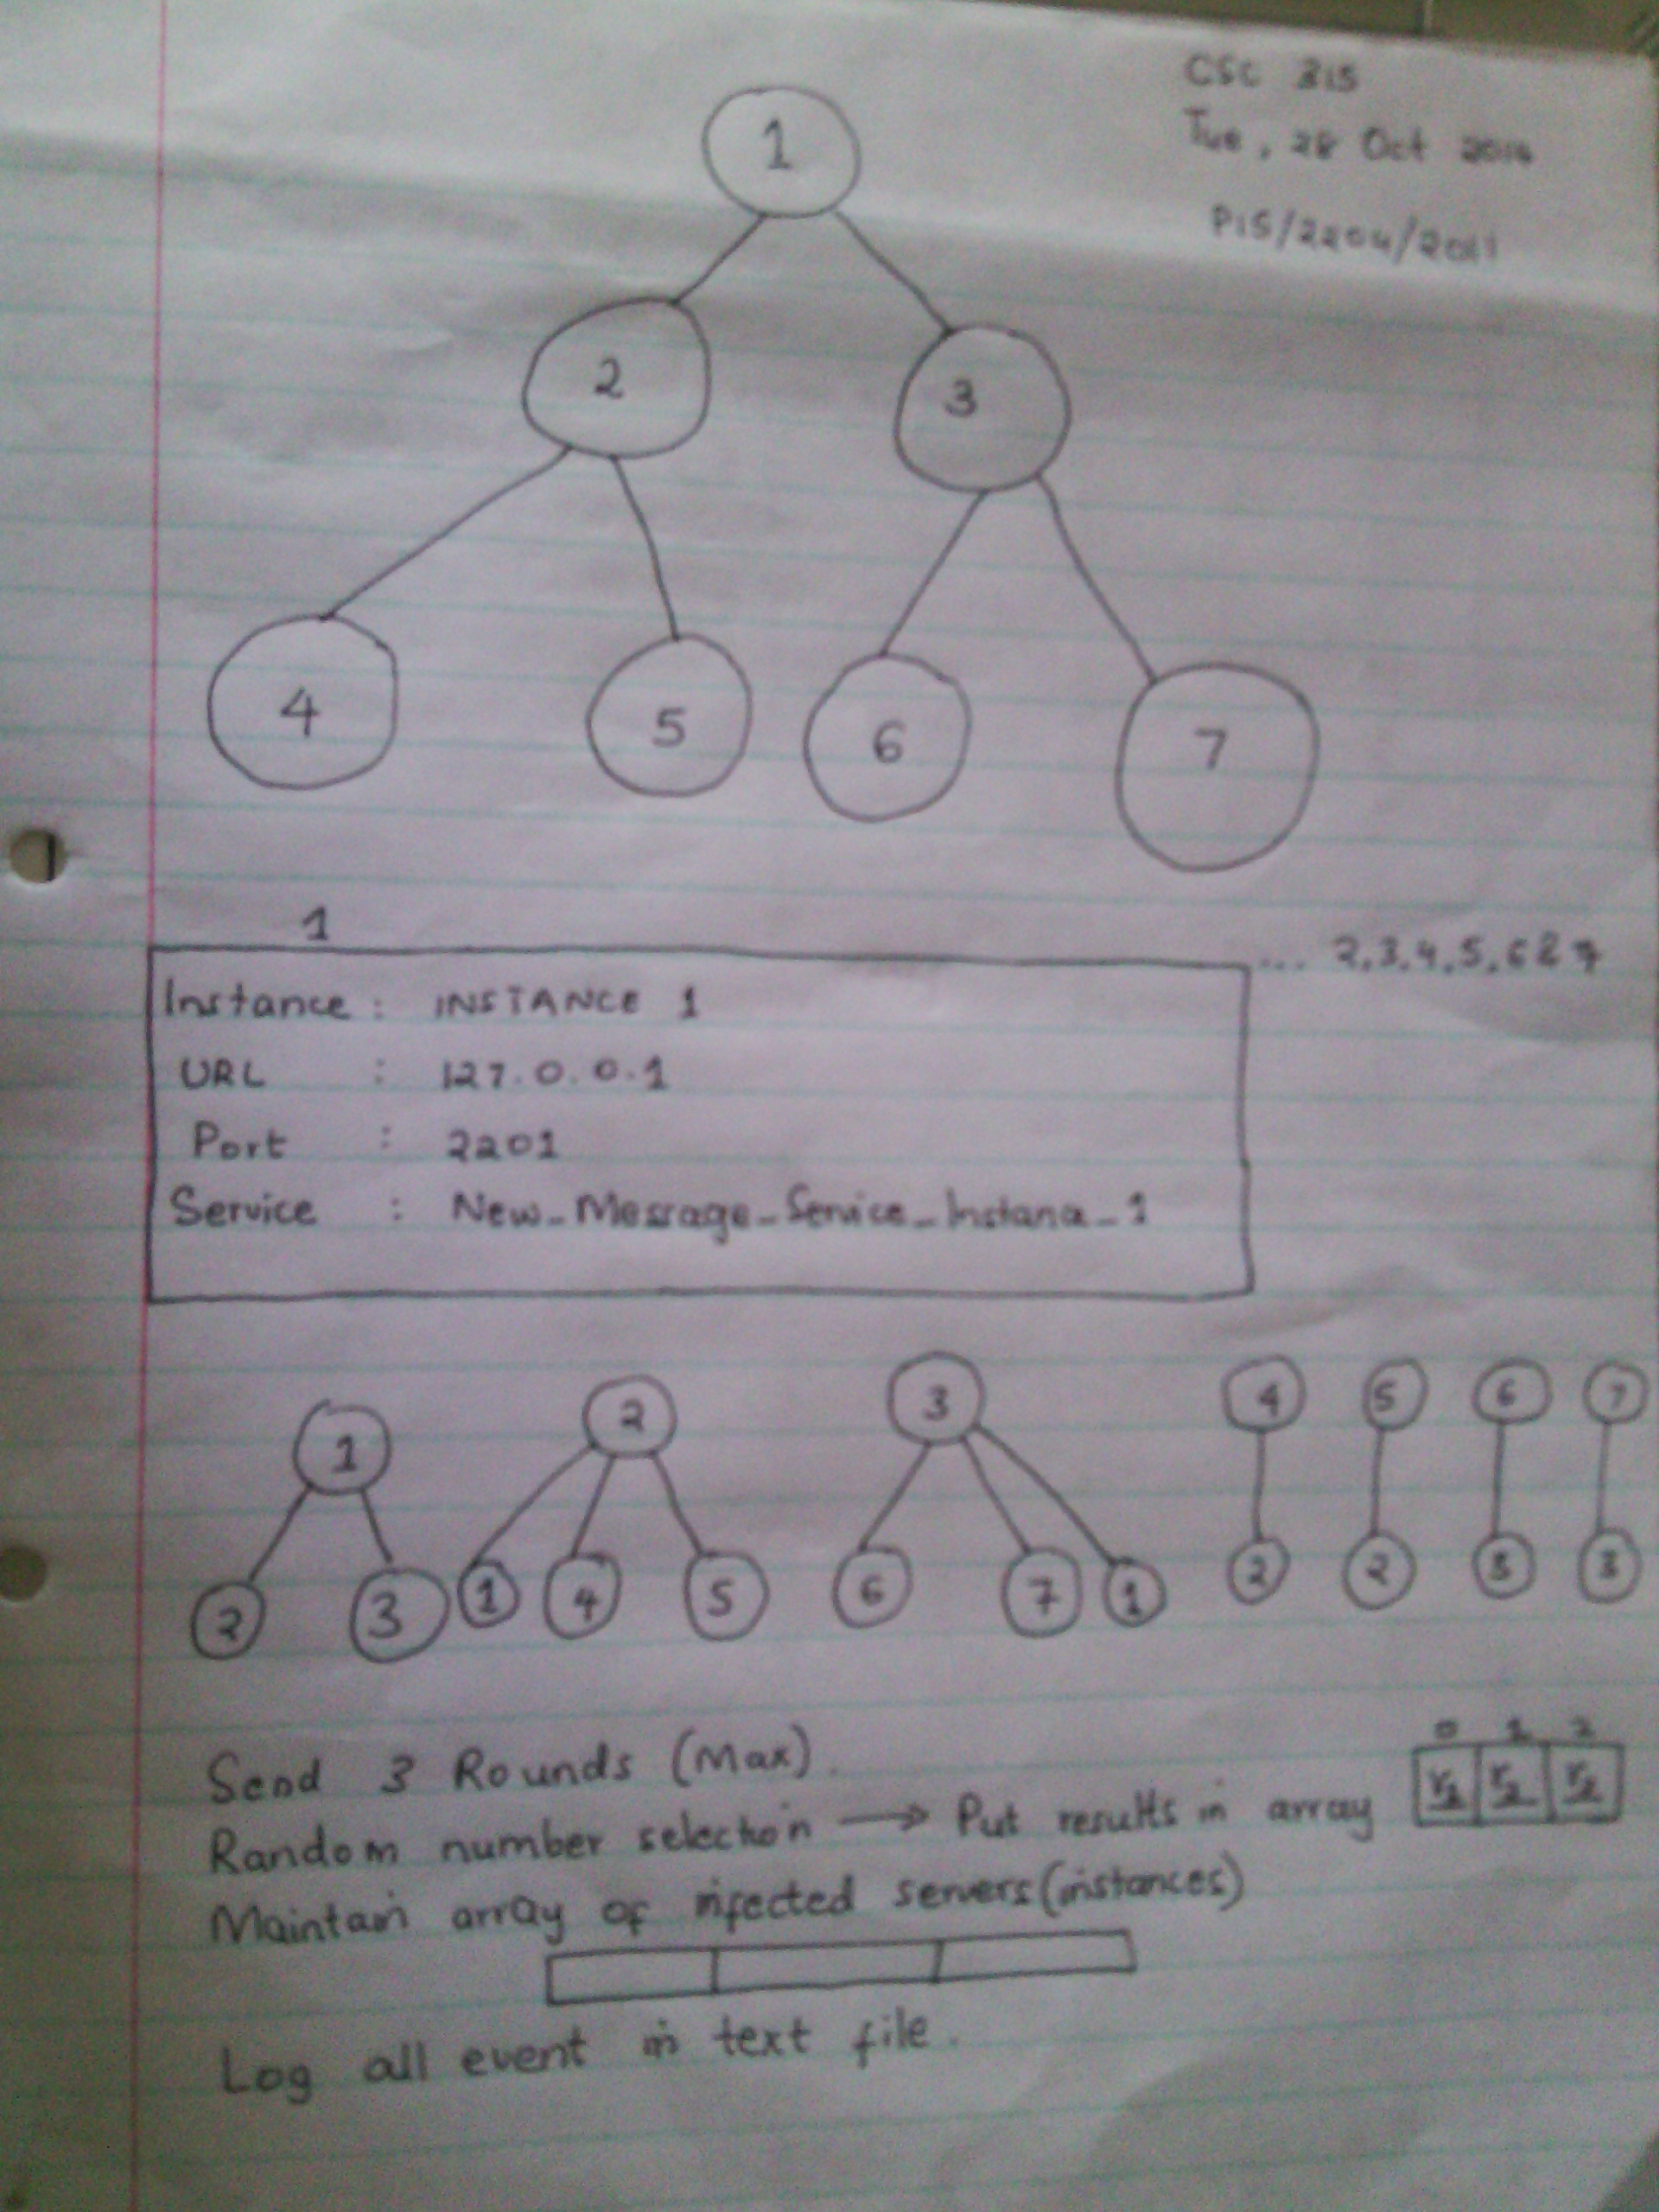 CSC 315
Tue, 28 Oct 2014
P15/2204/2011
1
2
3
4
5
6
7
1
... 2,3,4,5,6 & 7
Instance : INSTANCE 1
URL : 127.0.0.1
Port : 2201
Service : New_Message_Service_Instance_1
1 2 3 4 5 6 7
2 3 1 4 5 6 7 1 2 2 3 3
0 1 2
Send 3 Rounds (Max).
Random number selection → Put results in array
Maintain array of infected servers (instances)
Log all event in text file.